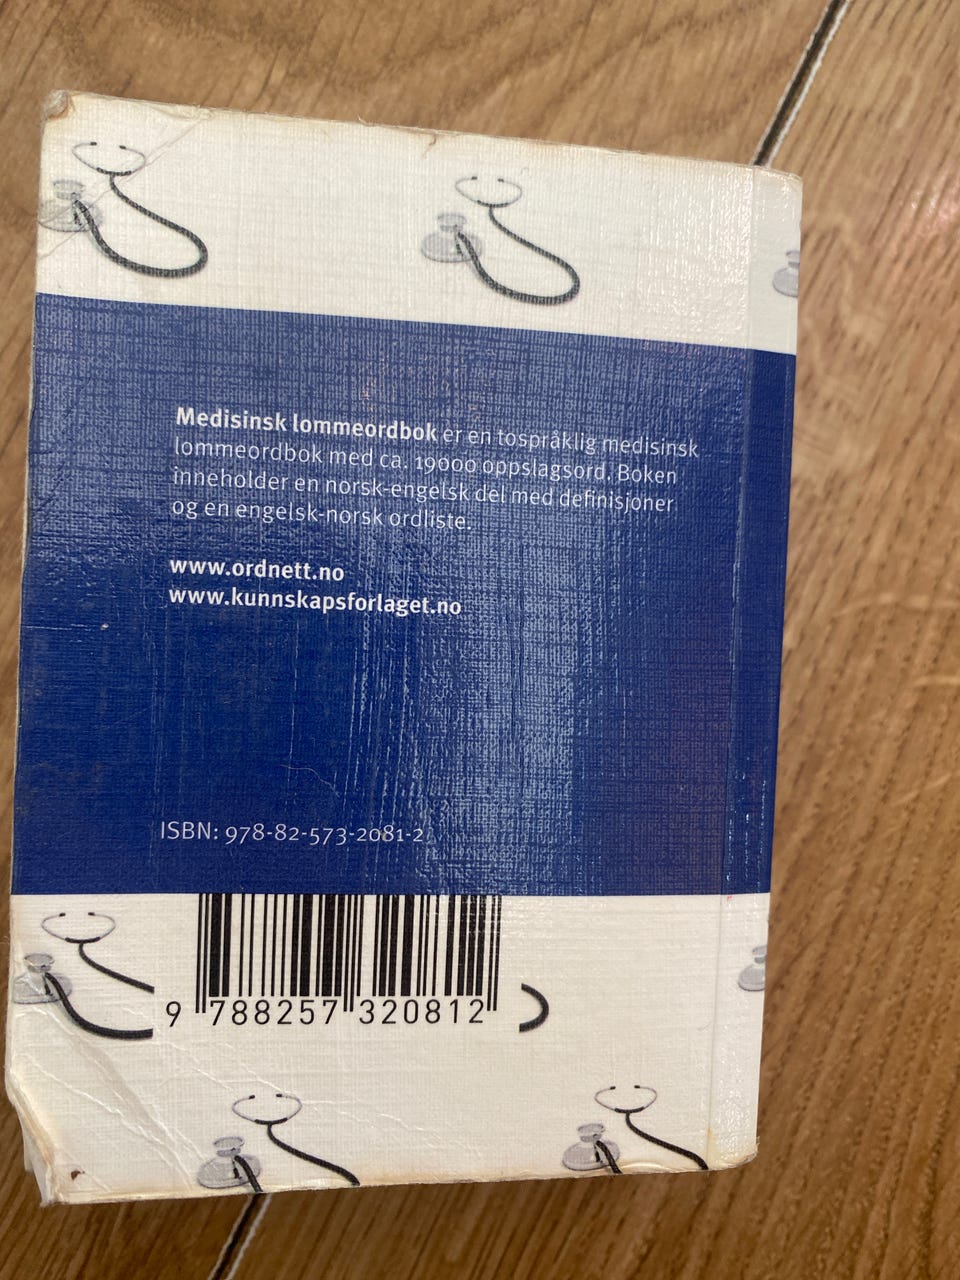 Medisinsk lommeordbok er en tospråklig medisinsk
lommeordbok med ca. 19000 oppslagsord. Boken
inneholder en norsk-engelsk del med definisjoner
og en engelsk-norsk ordliste.
www.ordnett.no
www.kunnskapsforlaget.no
ISBN: 978-82-573-2081-2
9 788257 320812